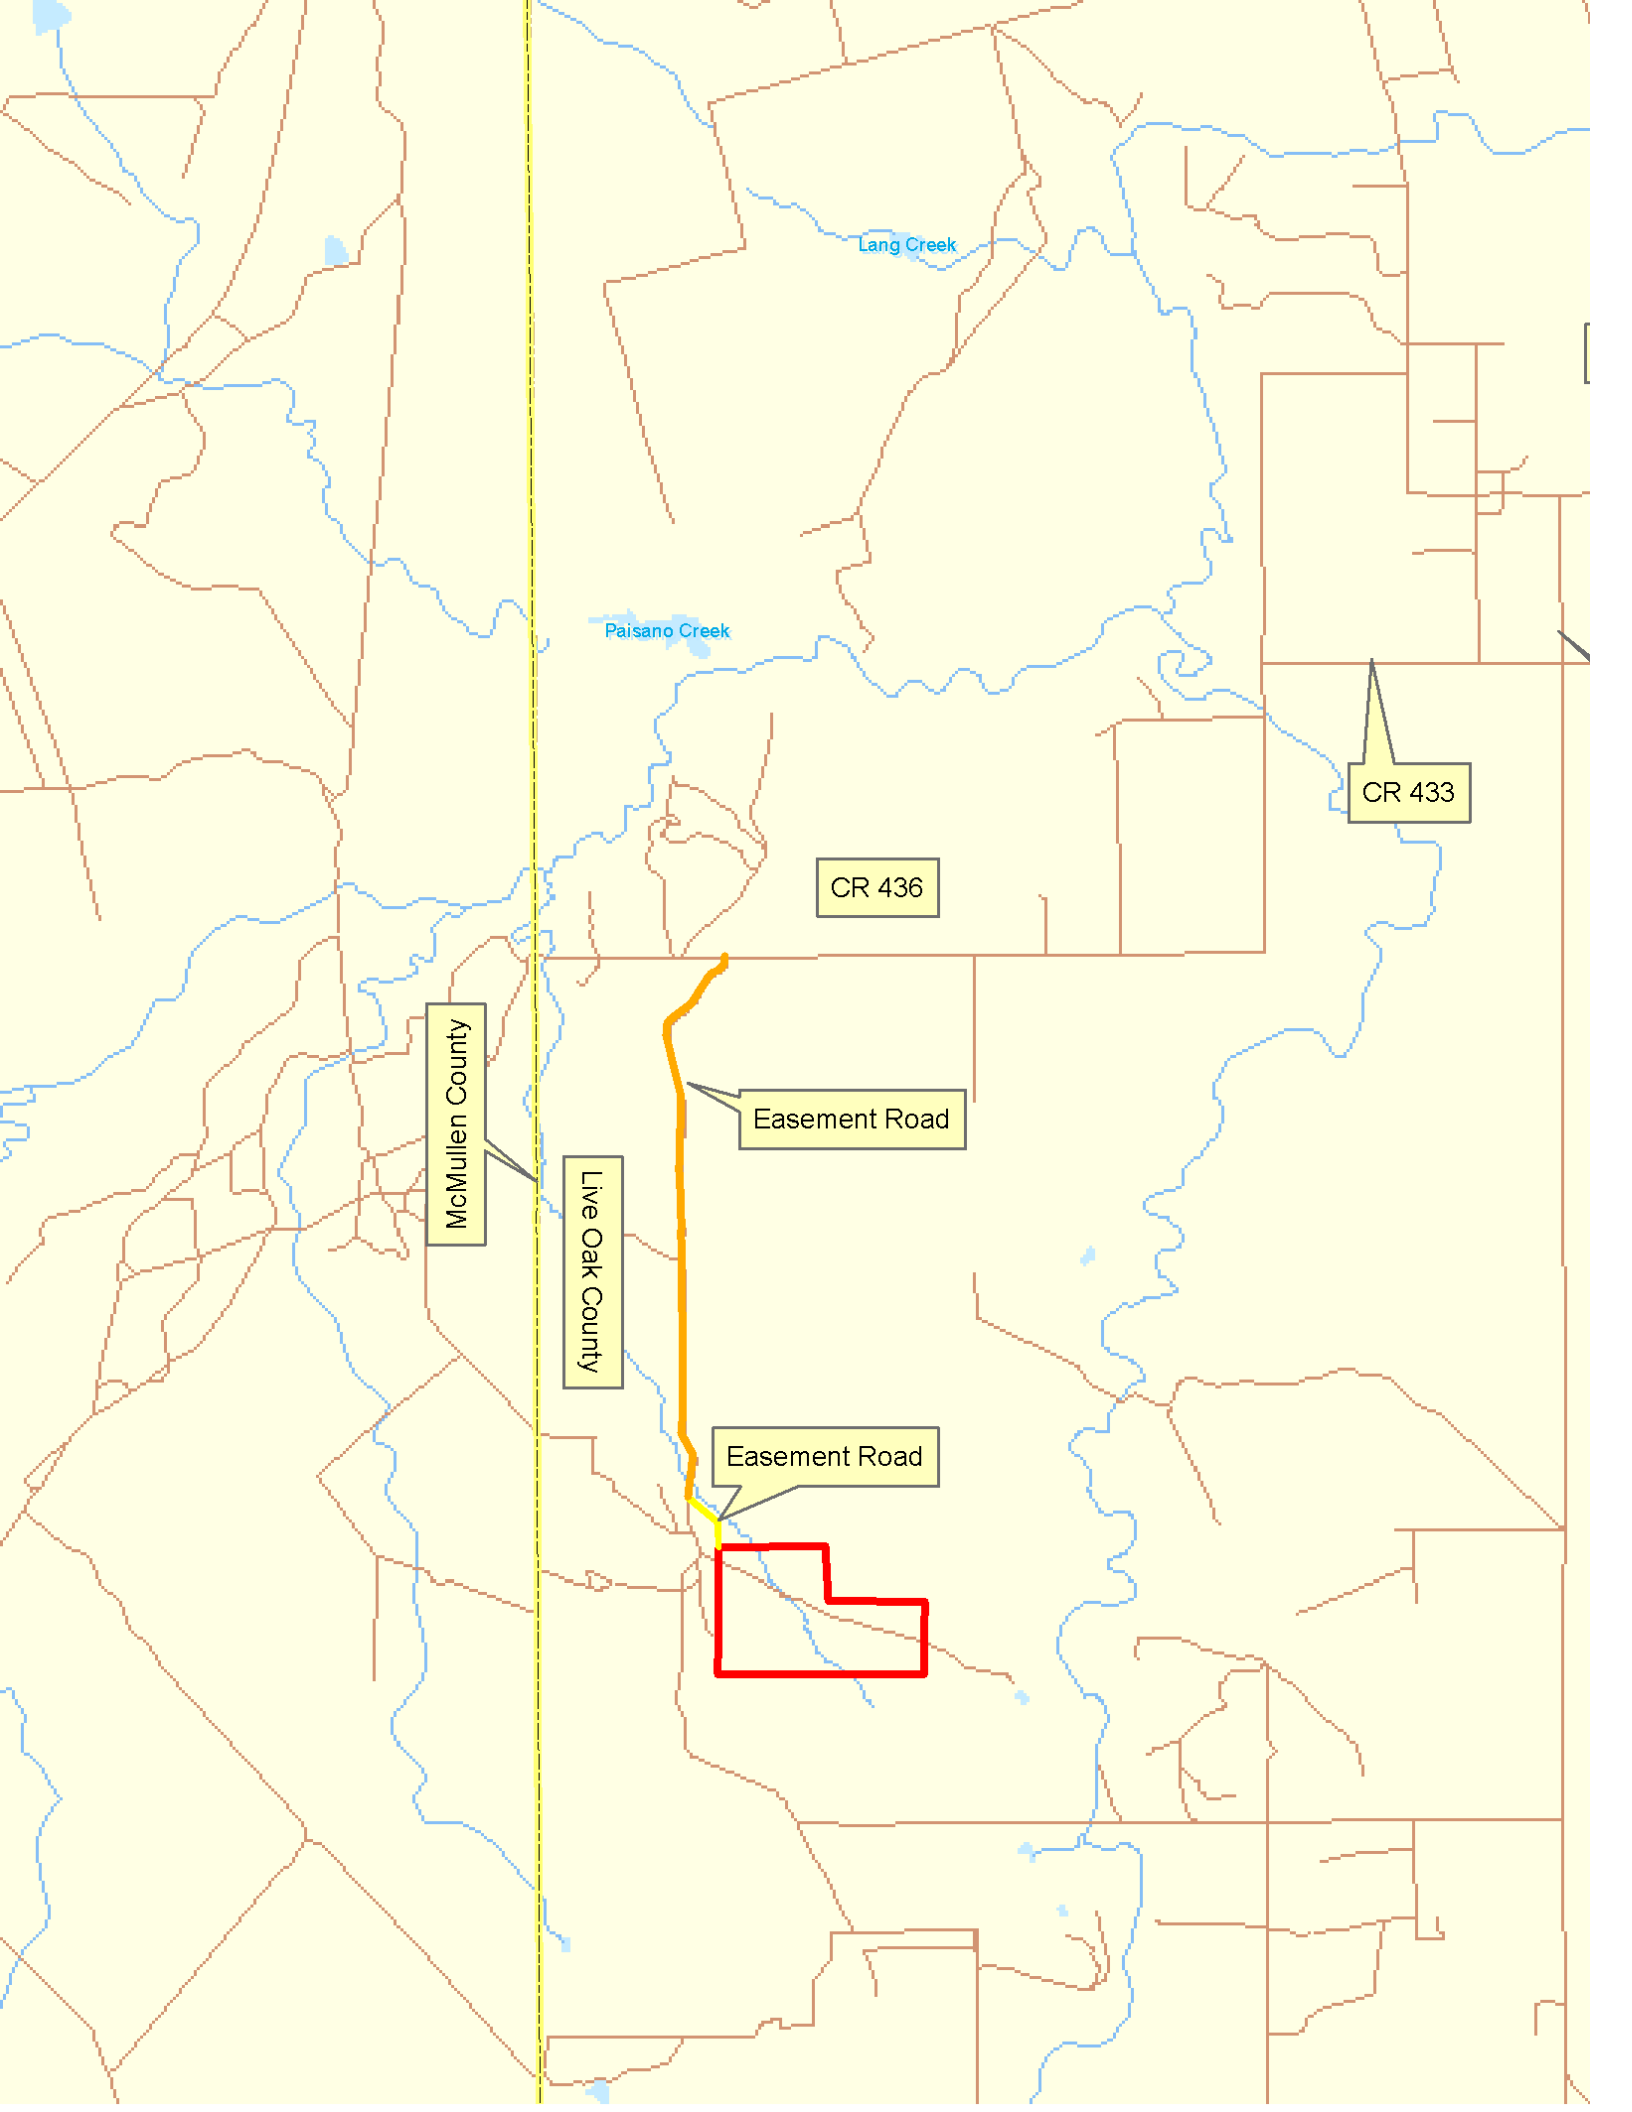 Lang Creek
Paisano Creek
CR 433
CR 436
McMullen County
Easement Road
Live Oak County
Easement Road